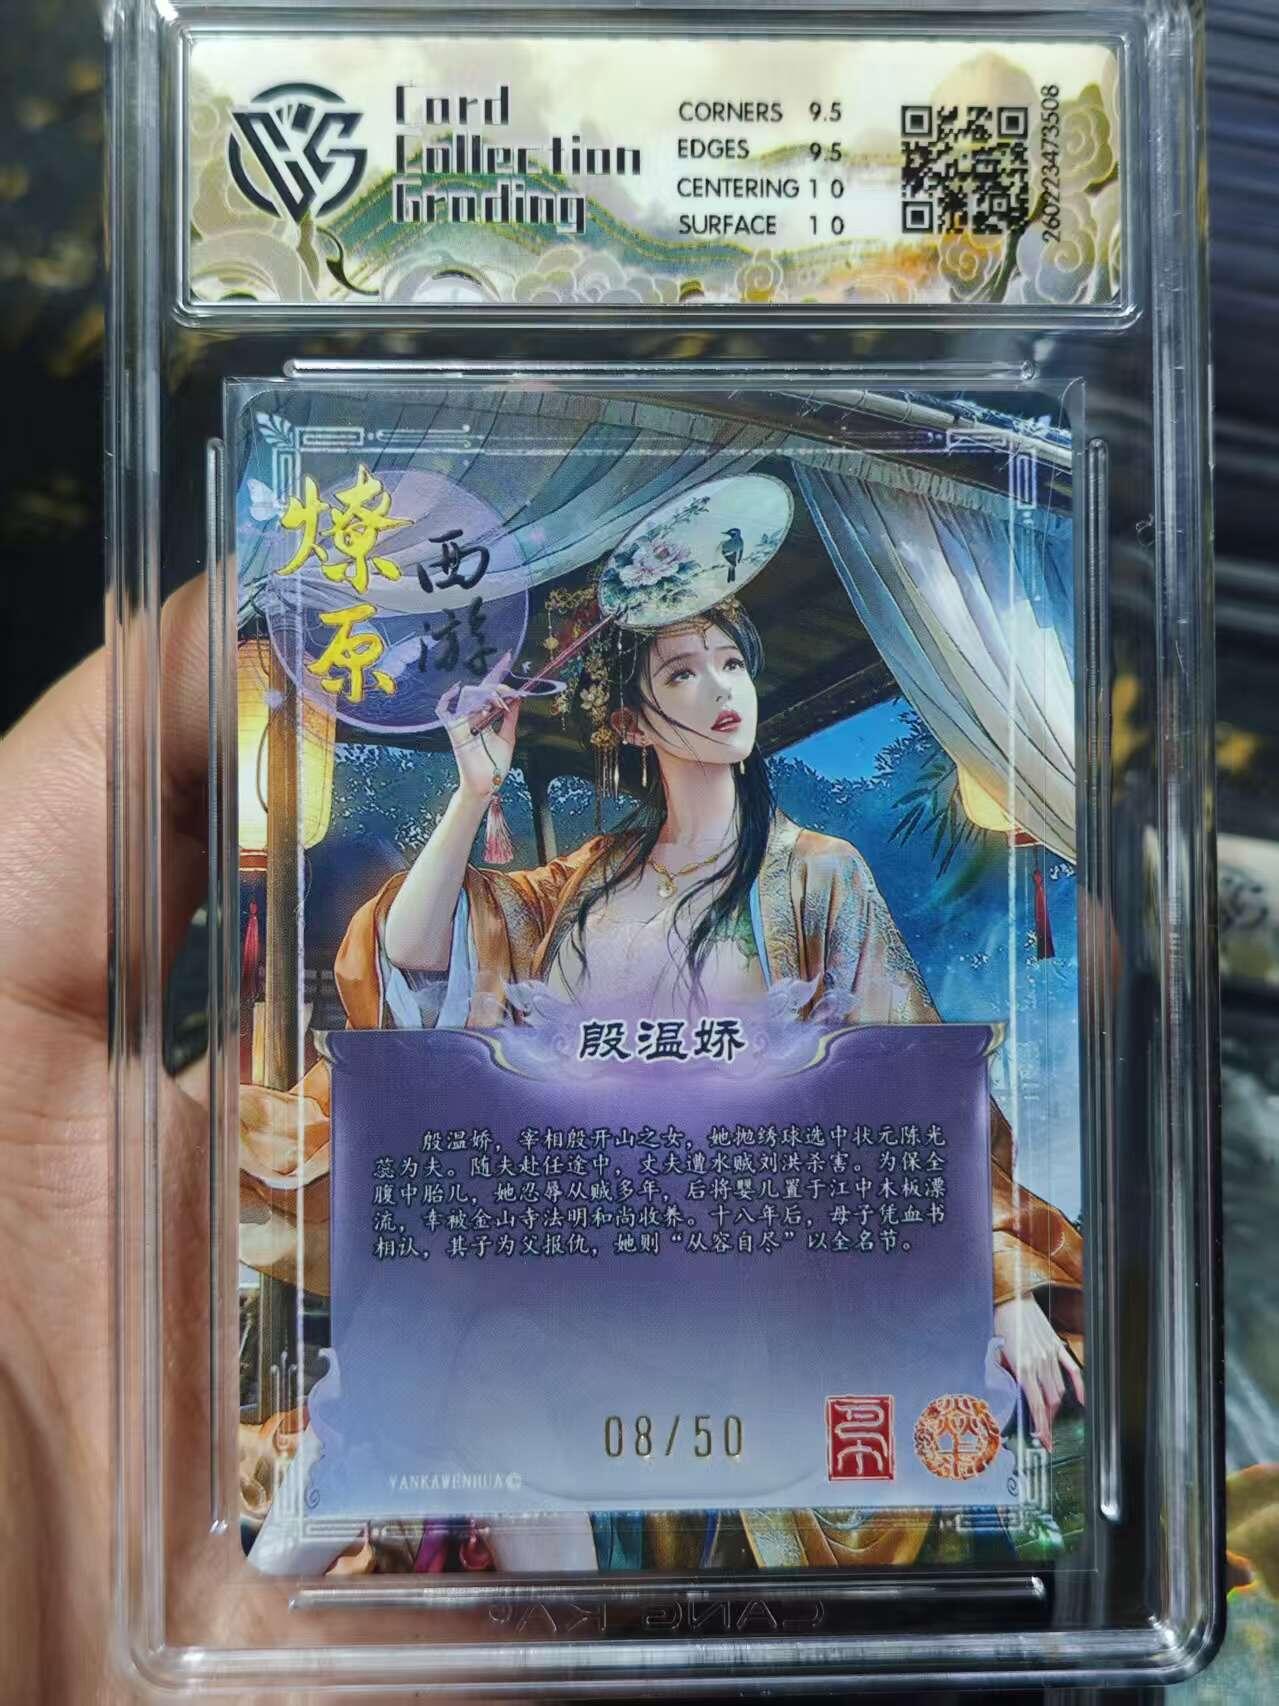 Card
Collection
Grading
CORNERS 9.5
EDGES 9.5
CENTERING 10
SURFACE 10
2602223473508
燎原
西游
殷温娇
殷温娇，宰相殷开山之女，她抛绣球选中状元陈光
蕊为夫。随夫赴任途中，丈夫遭水贼刘洪杀害。为保全
腹中胎儿，她忍辱从贼多年，后将婴儿置于江中木板漂
流，幸被金山寺法明和尚收养。十八年后，母子凭血书
相认，其子为父报仇，她则“从容自尽”以全名节。
08/50
YANKAWENHUA©